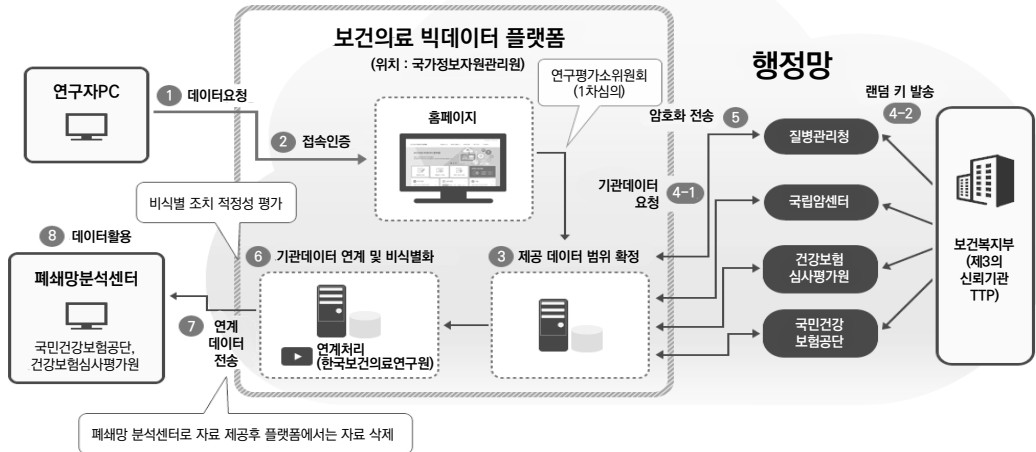 보건의료 빅데이터 플랫폼
(위치 : 국가정보자원관리원)
행정망
연구자PC
1 데이터요청
2 접속인증
홈페이지
연구평가소위원회
(1차심의)
암호화 전송 5
랜덤 키 발송
4-2
질병관리청
기관데이터
요청
4-1
국립암센터
건강보험
심사평가원
국민건강
보험공단
보건복지부
(제3의
신뢰기관
TTP)
비식별 조치 적정성 평가
8 데이터활용
폐쇄망분석센터
국민건강보험공단,
건강보험심사평가원
6 기관데이터 연계 및 비식별화
3 제공 데이터 범위 확정
7 연계
데이터
전송
연계처리
(한국보건의료연구원)
폐쇄망 분석센터로 자료 제공후 플랫폼에서는 자료 삭제